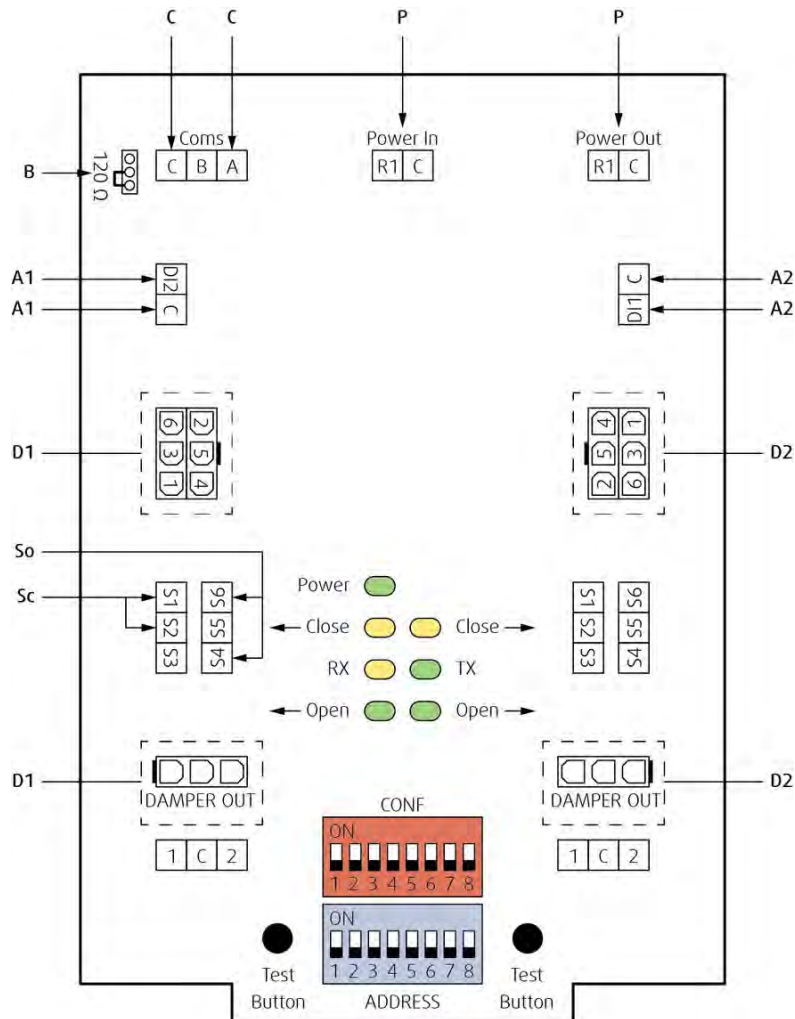 C C P P
Coms Power In Power Out
B 120 Ω C B A R1 C R1 C
A1 DI2 C A2
A1 C DI1 A2
6 2 4 1
D1 3 5 5 3 D2
1 4 2 6
So
Power
Sc S1 S6 S1 S6
S2 S5 Close Close S2 S5
S3 S4 RX TX S3 S4
Open Open
D1 D2
DAMPER OUT DAMPER OUT
CONF
1 C 2 ON 1 C 2
1 2 3 4 5 6 7 8
ON
1 2 3 4 5 6 7 8
Test Test
Button ADDRESS Button